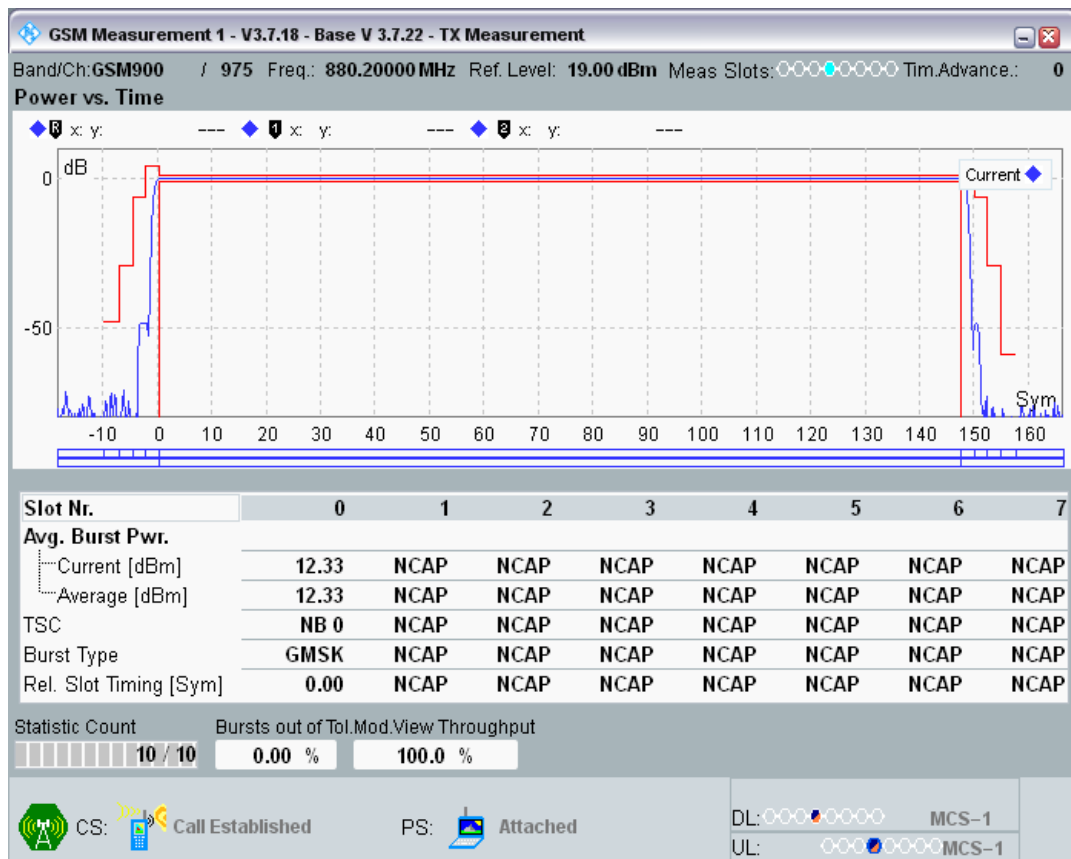 GSM Measurement 1 - V3.7.18 - Base V 3.7.22 - TX Measurement
Band/Ch:GSM900 / 975 Freq.: 880.20000 MHz Ref. Level: 19.00 dBm Meas Slots: Tim.Advance.: 0
Power vs. Time
R x: y: --- 1 x: y: --- 2 x: y: ---
dB
Current
0
-50
Sym
-10 0 10 20 30 40 50 60 70 80 90 100 110 120 130 140 150 160
Slot Nr. 0 1 2 3 4 5 6 7
Avg. Burst Pwr.
Current [dBm] 12.33 NCAP NCAP NCAP NCAP NCAP NCAP NCAP
Average [dBm] 12.33 NCAP NCAP NCAP NCAP NCAP NCAP NCAP
TSC NB 0 NCAP NCAP NCAP NCAP NCAP NCAP NCAP
Burst Type GMSK NCAP NCAP NCAP NCAP NCAP NCAP NCAP
Rel. Slot Timing [Sym] 0.00 NCAP NCAP NCAP NCAP NCAP NCAP NCAP
Statistic Count Bursts out of Tol.Mod.View Throughput
10 / 10 0.00 % 100.0 %
CS: Call Established PS: Attached
DL: MCS-1
UL: MCS-1